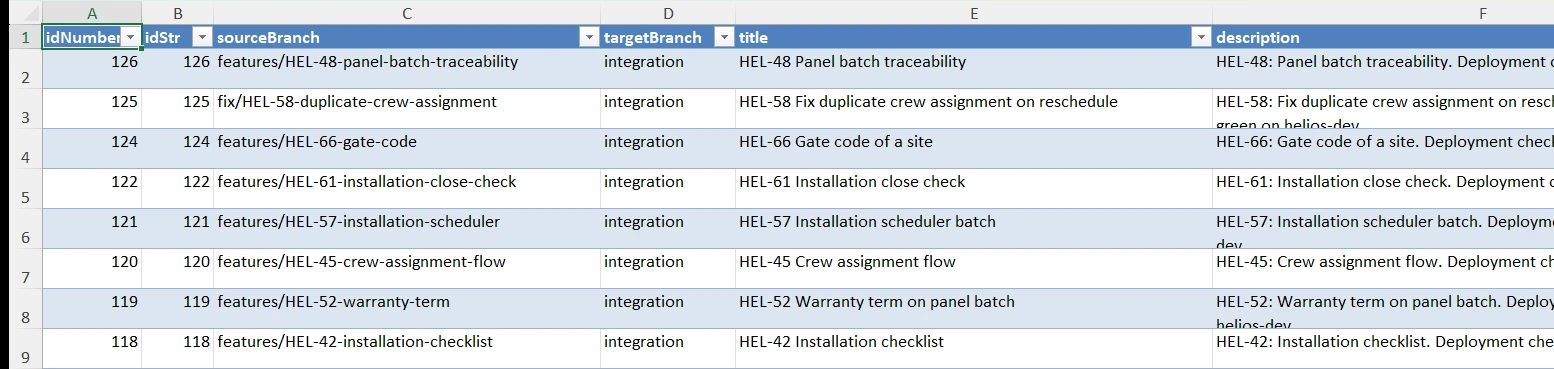 A B C D E F
1 idNumber idStr sourceBranch targetBranch title description
2 126 126 features/HEL-48-panel-batch-traceability integration HEL-48 Panel batch traceability HEL-48: Panel batch traceability. Deployment
3 125 125 fix/HEL-58-duplicate-crew-assignment integration HEL-58 Fix duplicate crew assignment on reschedule HEL-58: Fix duplicate crew assignment on
green on helios-dev
4 124 124 features/HEL-66-gate-code integration HEL-66 Gate code of a site HEL-66: Gate code of a site. Deployment
5 122 122 features/HEL-61-installation-close-check integration HEL-61 Installation close check HEL-61: Installation close check. Deployment
6 121 121 features/HEL-57-installation-scheduler integration HEL-57 Installation scheduler batch HEL-57: Installation scheduler batch.
dev
7 120 120 features/HEL-45-crew-assignment-flow integration HEL-45 Crew assignment flow HEL-45: Crew assignment flow. Deployment
8 119 119 features/HEL-52-warranty-term integration HEL-52 Warranty term on panel batch HEL-52: Warranty term on panel batch.
helios-dev
9 118 118 features/HEL-42-installation-checklist integration HEL-42 Installation checklist HEL-42: Installation checklist. Deployment